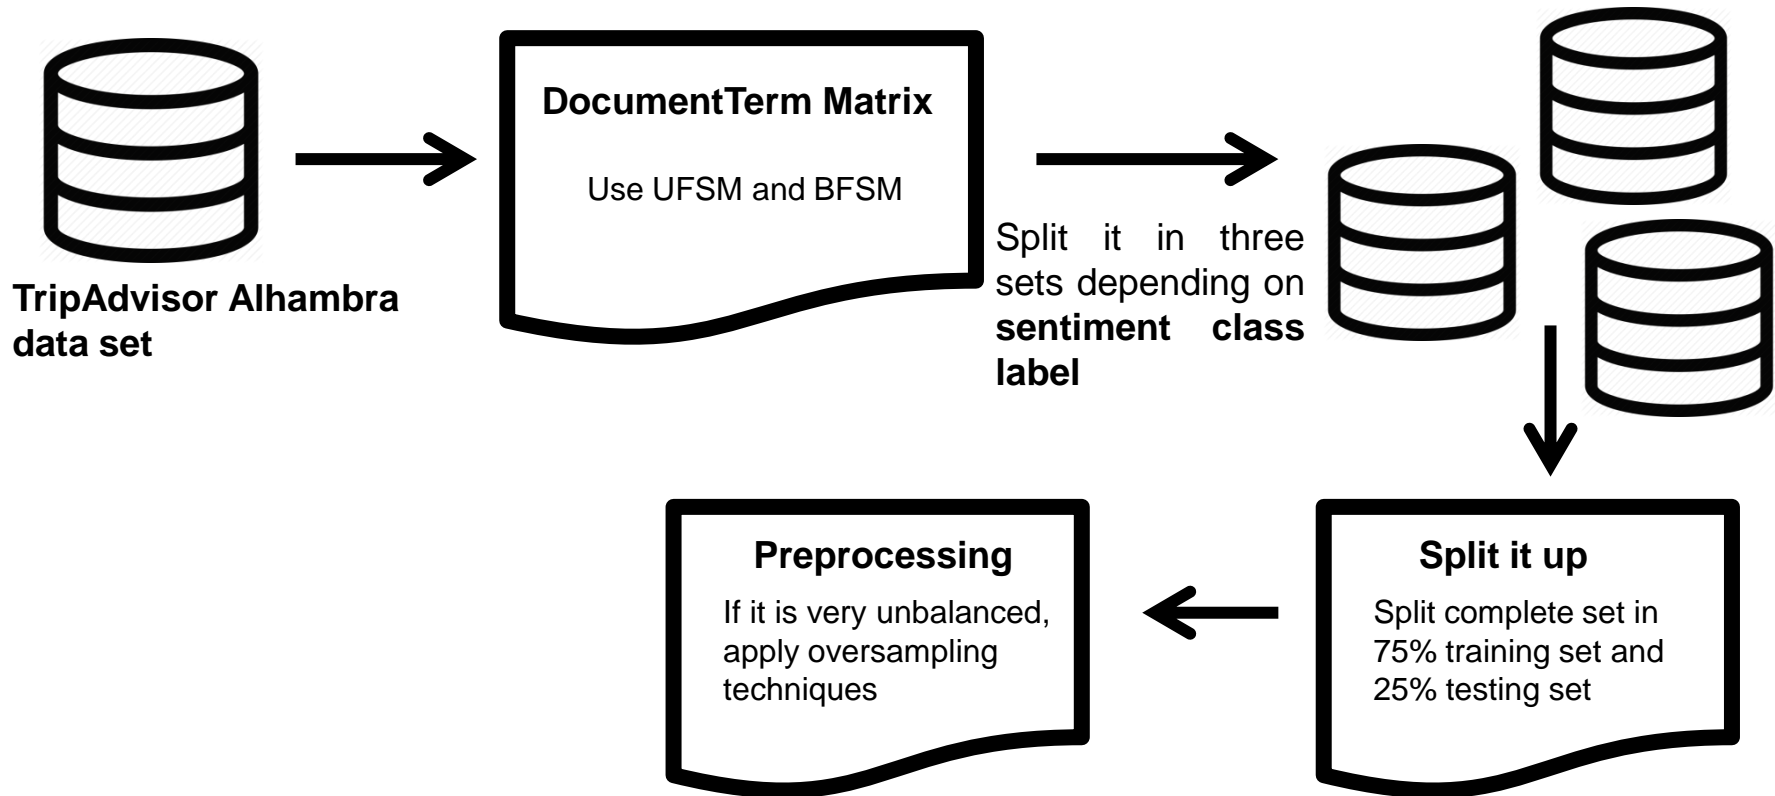 TripAdvisor Alhambra
data set
DocumentTerm Matrix
Use UFSM and BFSM
Split it in three
sets depending on
sentiment class
label
Split it up
Split complete set in
75% training set and
25% testing set
Preprocessing
If it is very unbalanced,
apply oversampling
techniques